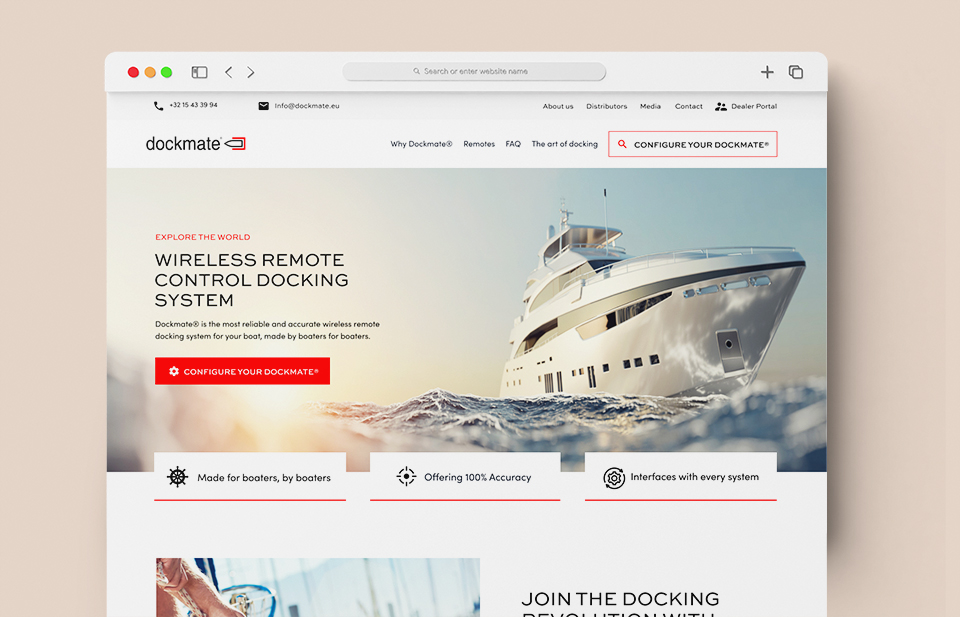 Search or enter website name
+32 15 43 39 94
Info@dockmate.eu
About us
Distributors
Media
Contact
Dealer Portal
dockmate®
Why Dockmate®
Remotes
FAQ
The art of docking
CONFIGURE YOUR DOCKMATE®
EXPLORE THE WORLD
WIRELESS REMOTE
CONTROL DOCKING
SYSTEM
Dockmate® is the most reliable and accurate wireless remote
docking system for your boat, made by boaters for boaters.
CONFIGURE YOUR DOCKMATE®
Made for boaters, by boaters
Offering 100% Accuracy
Interfaces with every system
JOIN THE DOCKING
REVOLUTION WITH